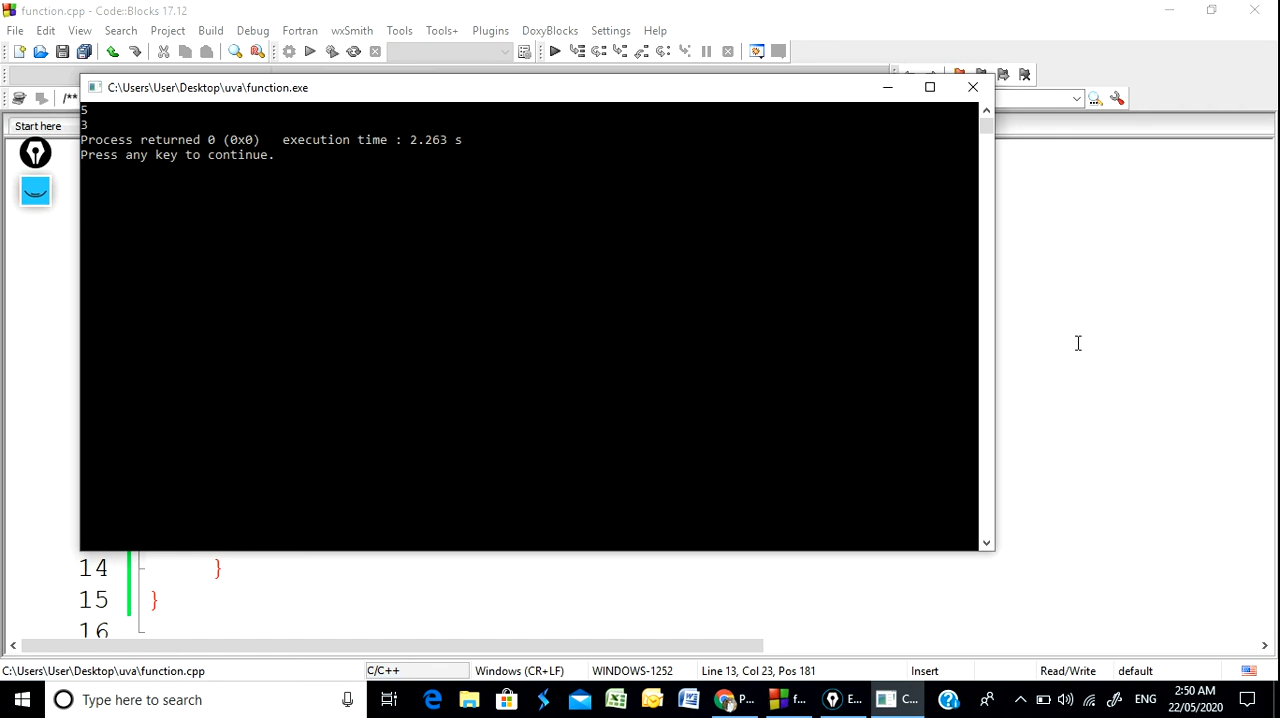 function.cpp - Code::Blocks 17.12
File Edit View Search Project Build Debug Fortran wxSmith Tools Tools+ Plugins DoxyBlocks Settings Help
C:\Users\User\Desktop\uva\function.exe
/**
Start here
5
3
Process returned 0 (0x0)   execution time : 2.263 s
Press any key to continue.
14 }
15 }
16
C:\Users\User\Desktop\uva\function.cpp C/C++ Windows (CR+LF) WINDOWS-1252 Line 13, Col 23, Pos 181 Insert Read/Write default
Type here to search P... f... E... C... ENG 2:50 AM
22/05/2020